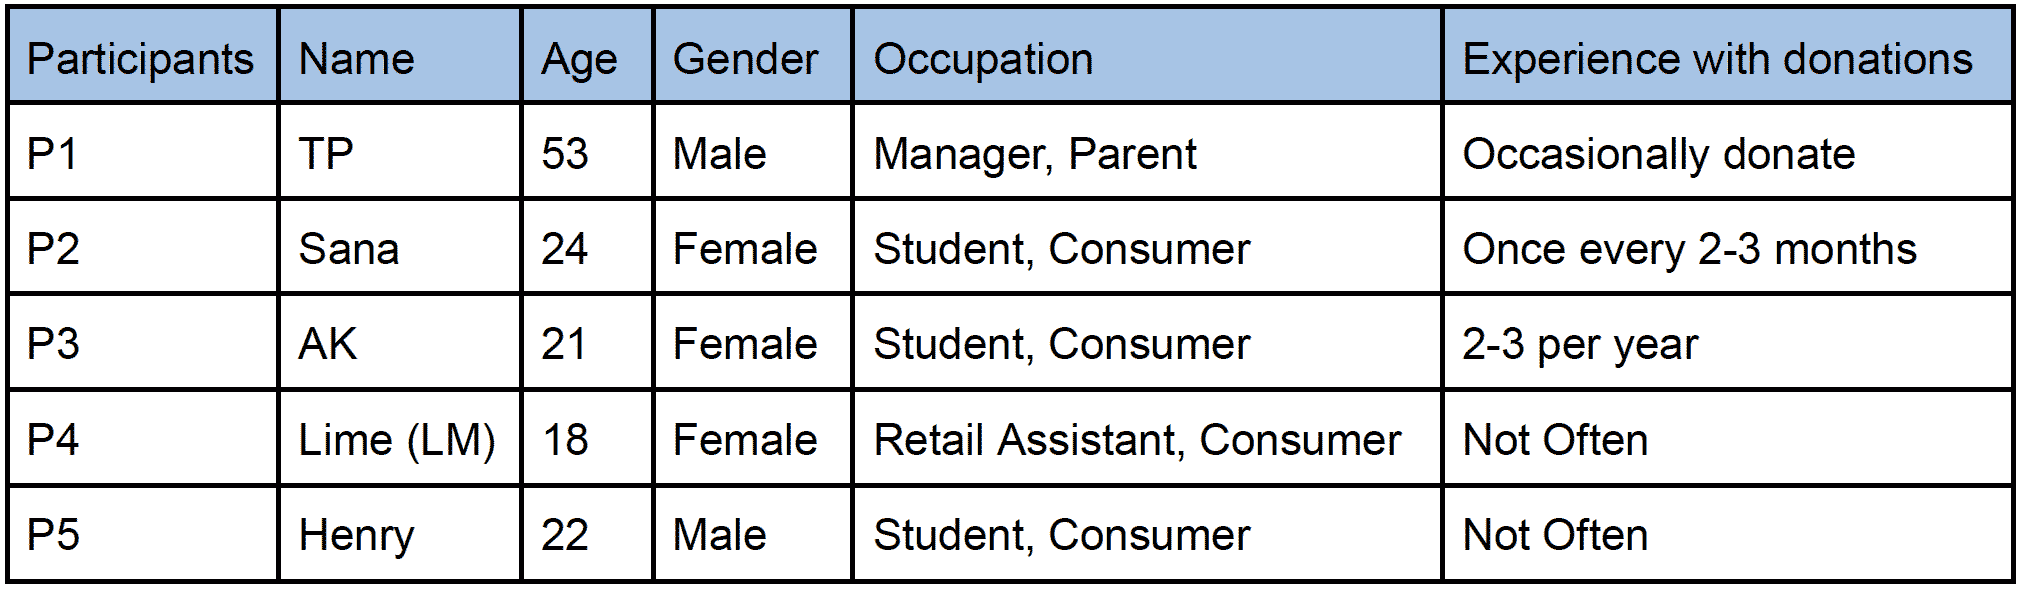 Participants Name Age Gender Occupation Experience with donations
P1 TP 53 Male Manager, Parent Occasionally donate
P2 Sana 24 Female Student, Consumer Once every 2-3 months
P3 AK 21 Female Student, Consumer 2-3 per year
P4 Lime (LM) 18 Female Retail Assistant, Consumer Not Often
P5 Henry 22 Male Student, Consumer Not Often